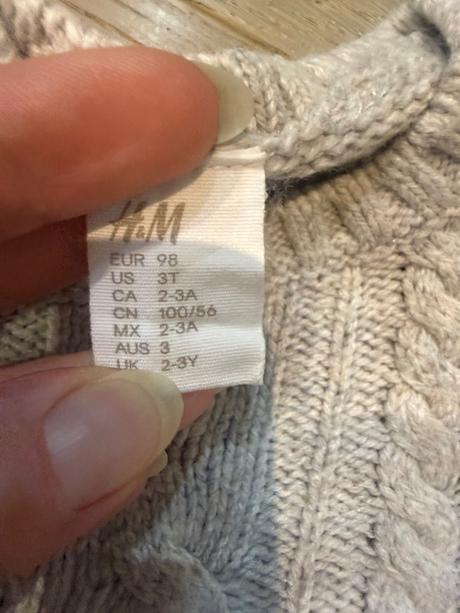 H&M
EUR 98
US 3T
CA 2-3A
CN 100/56
MX 2-3A
AUS 3
UK 2-3Y